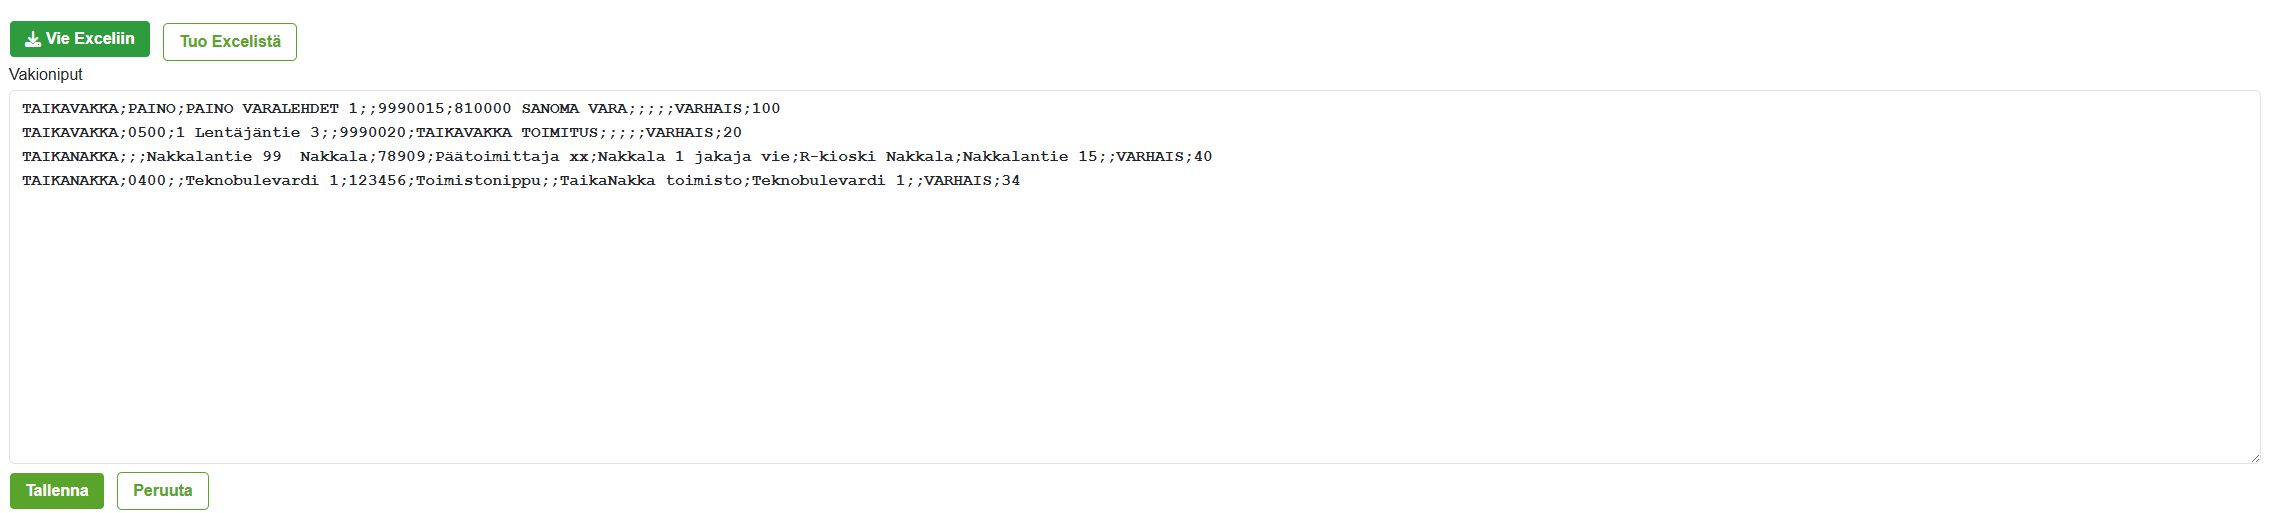 Vie Exceliin
Tuo Excelistä
Vakioniput
TAIKAVAKKA;PAINO;PAINO VARALEHDET 1;;9990015;810000 SANOMA VARA;;;;;VARHAIS;100
TAIKAVAKKA;0500;1 Lentäjäntie 3;;9990020;TAIKAVAKKA TOIMITUS;;;;;VARHAIS;20
TAIKANAKKA;;;Nakkalantie 99  Nakkala;78909;Päätoimittaja xx;Nakkala 1 jakaja vie;R-kioski Nakkala;Nakkalantie 15;;VARHAIS;40
TAIKANAKKA;0400;;Teknobulevardi 1;123456;Toimistonippu;;TaikaNakka toimisto;Teknobulevardi 1;;VARHAIS;34
Tallenna
Peruuta